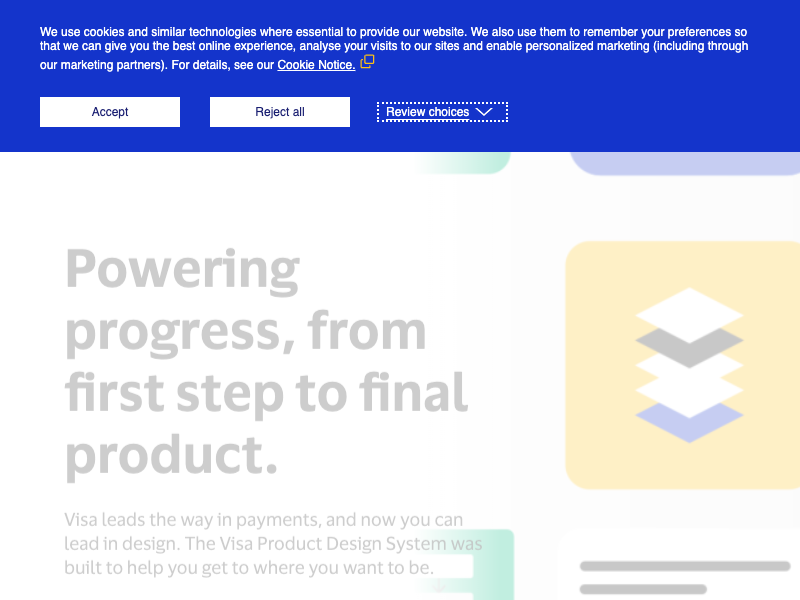 We use cookies and similar technologies where essential to provide our website. We also use them to remember your preferences so
that we can give you the best online experience, analyse your visits to our sites and enable personalized marketing (including through
our marketing partners). For details, see our Cookie Notice.
Accept
Reject all
Review choices
Powering
progress, from
first step to final
product.
Visa leads the way in payments, and now you can
lead in design. The Visa Product Design System was
built to help you get to where you want to be.